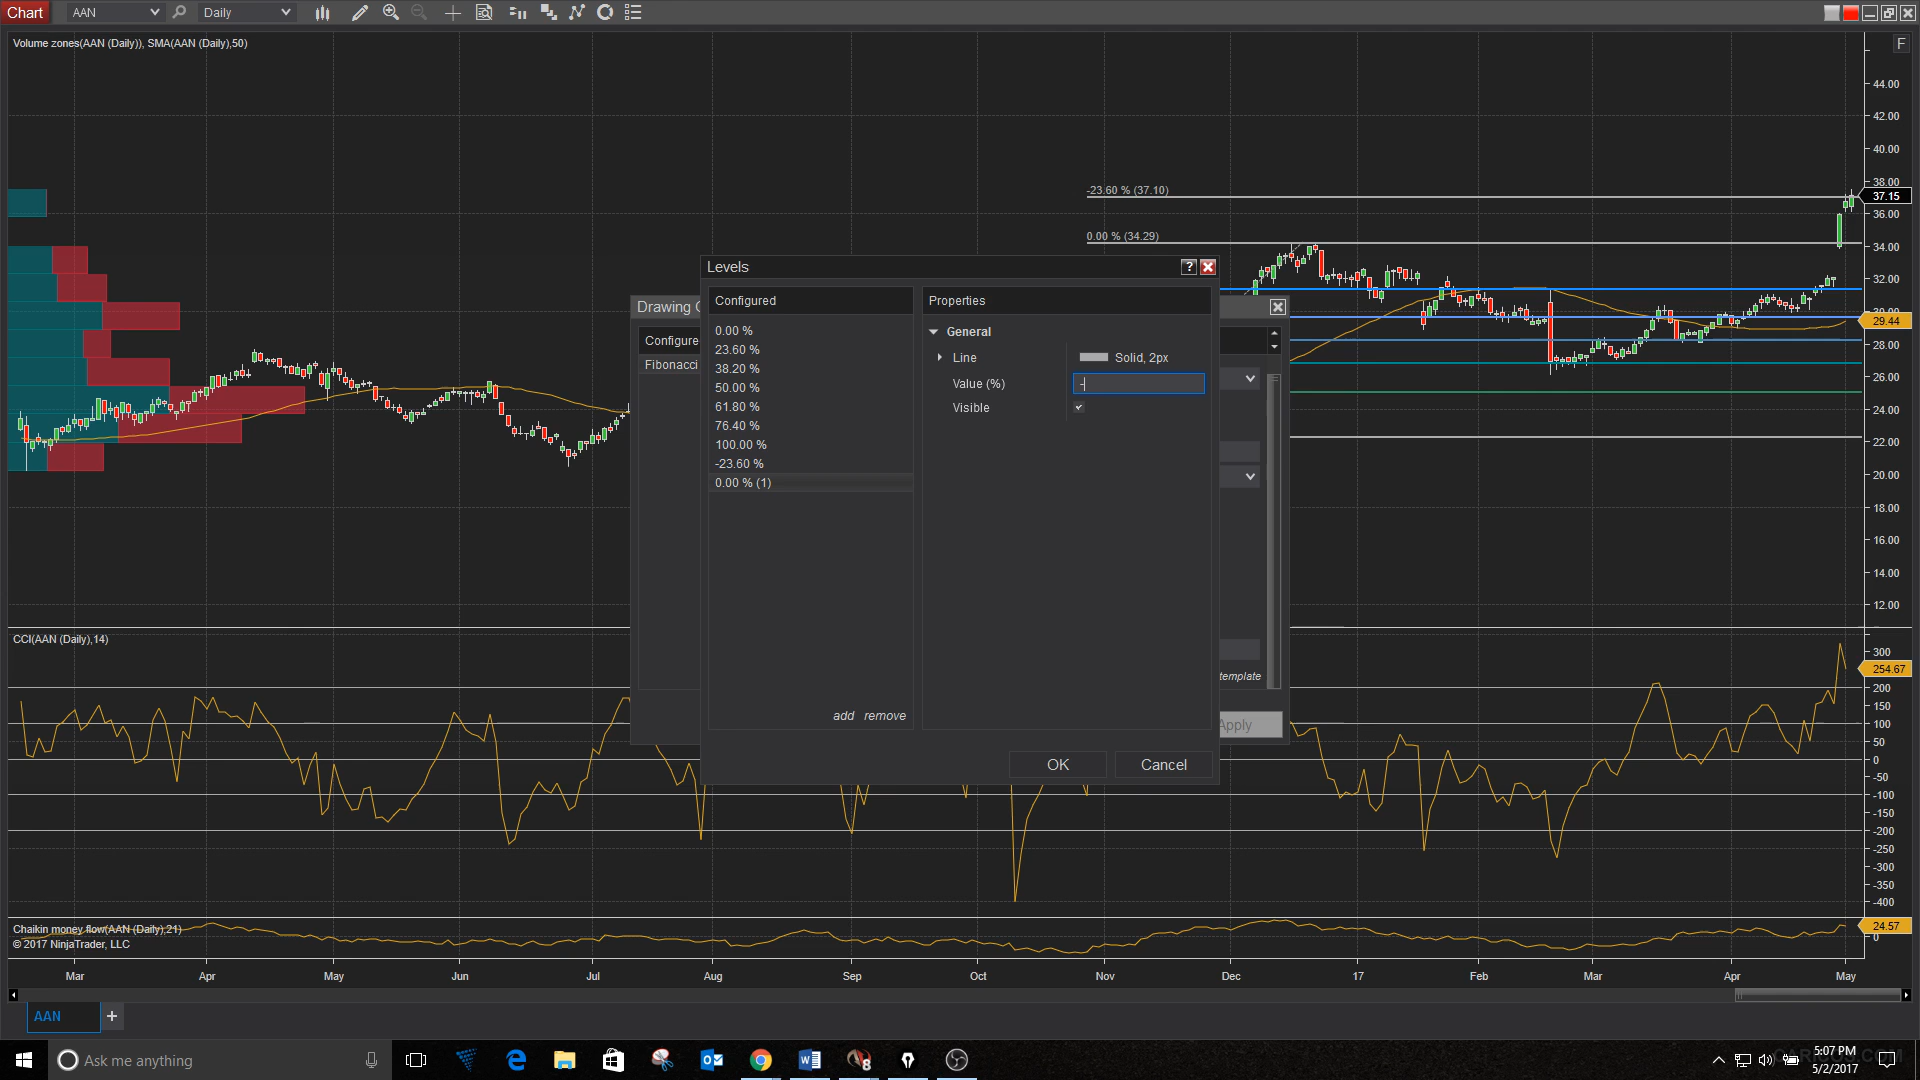 Chart AAN Daily
Volume zones(AAN (Daily)), SMA(AAN (Daily),50)
F
44.00
42.00
40.00
38.00
37.15
36.00
34.00
32.00
29.44
28.00
26.00
24.00
22.00
20.00
18.00
16.00
14.00
12.00
-23.60 % (37.10)
0.00 % (34.29)
Drawing
Configure
Fibonacci
template
Apply
Levels ?
Configured
0.00 %
23.60 %
38.20 %
50.00 %
61.80 %
76.40 %
100.00 %
-23.60 %
0.00 % (1)
add remove
Properties
General
Line Solid, 2px
Value (%) -
Visible
OK Cancel
CCI(AAN (Daily),14)
300
254.67
200
150
100
50
0
-50
-100
-150
-200
-250
-300
-350
-400
Chaikin money flow(AAN (Daily),21)
© 2017 NinjaTrader, LLC
24.57
0
Mar Apr May Jun Jul Aug Sep Oct Nov Dec 17 Feb Mar Apr May
AAN +
Ask me anything
5:07 PM
5/2/2017